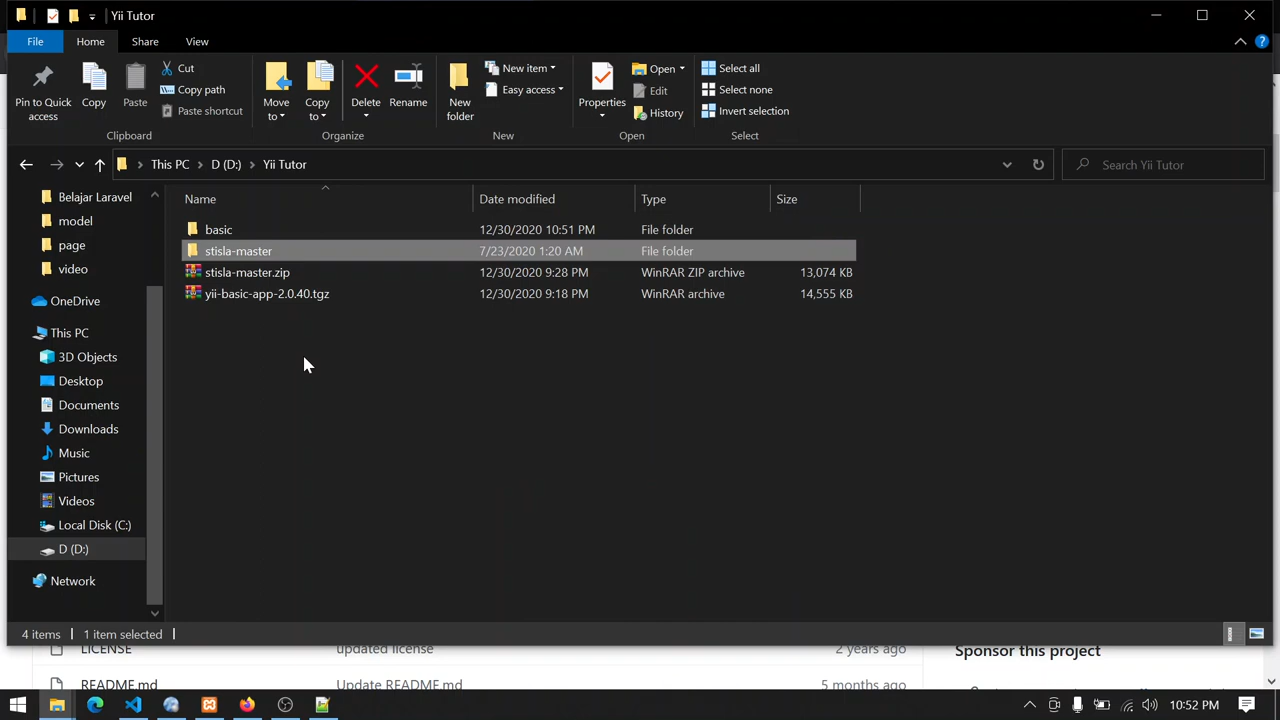 Yii Tutor
File Home Share View
Pin to Quick access
Copy
Paste
Cut
Copy path
Paste shortcut
Move to
Copy to
Delete
Rename
New folder
New item
Easy access
Properties
Open
Edit
History
Select all
Select none
Invert selection
Clipboard Organize New Open Select
This PC D (D:) Yii Tutor
Search Yii Tutor
Name Date modified Type Size
basic 12/30/2020 10:51 PM File folder
stisla-master 7/23/2020 1:20 AM File folder
stisla-master.zip 12/30/2020 9:28 PM WinRAR ZIP archive 13,074 KB
yii-basic-app-2.0.40.tgz 12/30/2020 9:18 PM WinRAR archive 14,555 KB
Belajar Laravel
model
page
video
OneDrive
This PC
3D Objects
Desktop
Documents
Downloads
Music
Pictures
Videos
Local Disk (C:)
D (D:)
Network
4 items 1 item selected
LICENSE updated license 2 years ago
Sponsor this project
README.md Update README.md 5 months ago
10:52 PM